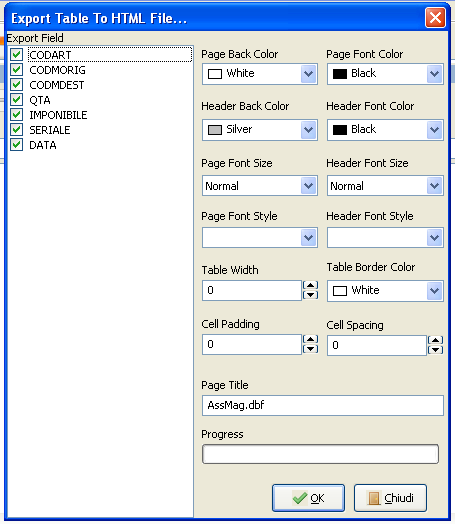 Export Table To HTML File...
Export Field
CODART
CODMORIG
CODMDEST
QTA
IMPONIBILE
SERIALE
DATA
Page Back Color Page Font Color
White Black
Header Back Color Header Font Color
Silver Black
Page Font Size Header Font Size
Normal Normal
Page Font Style Header Font Style
Table Width Table Border Color
0 White
Cell Padding Cell Spacing
0 0
Page Title
AssMag.dbf
Progress
OK Chiudi